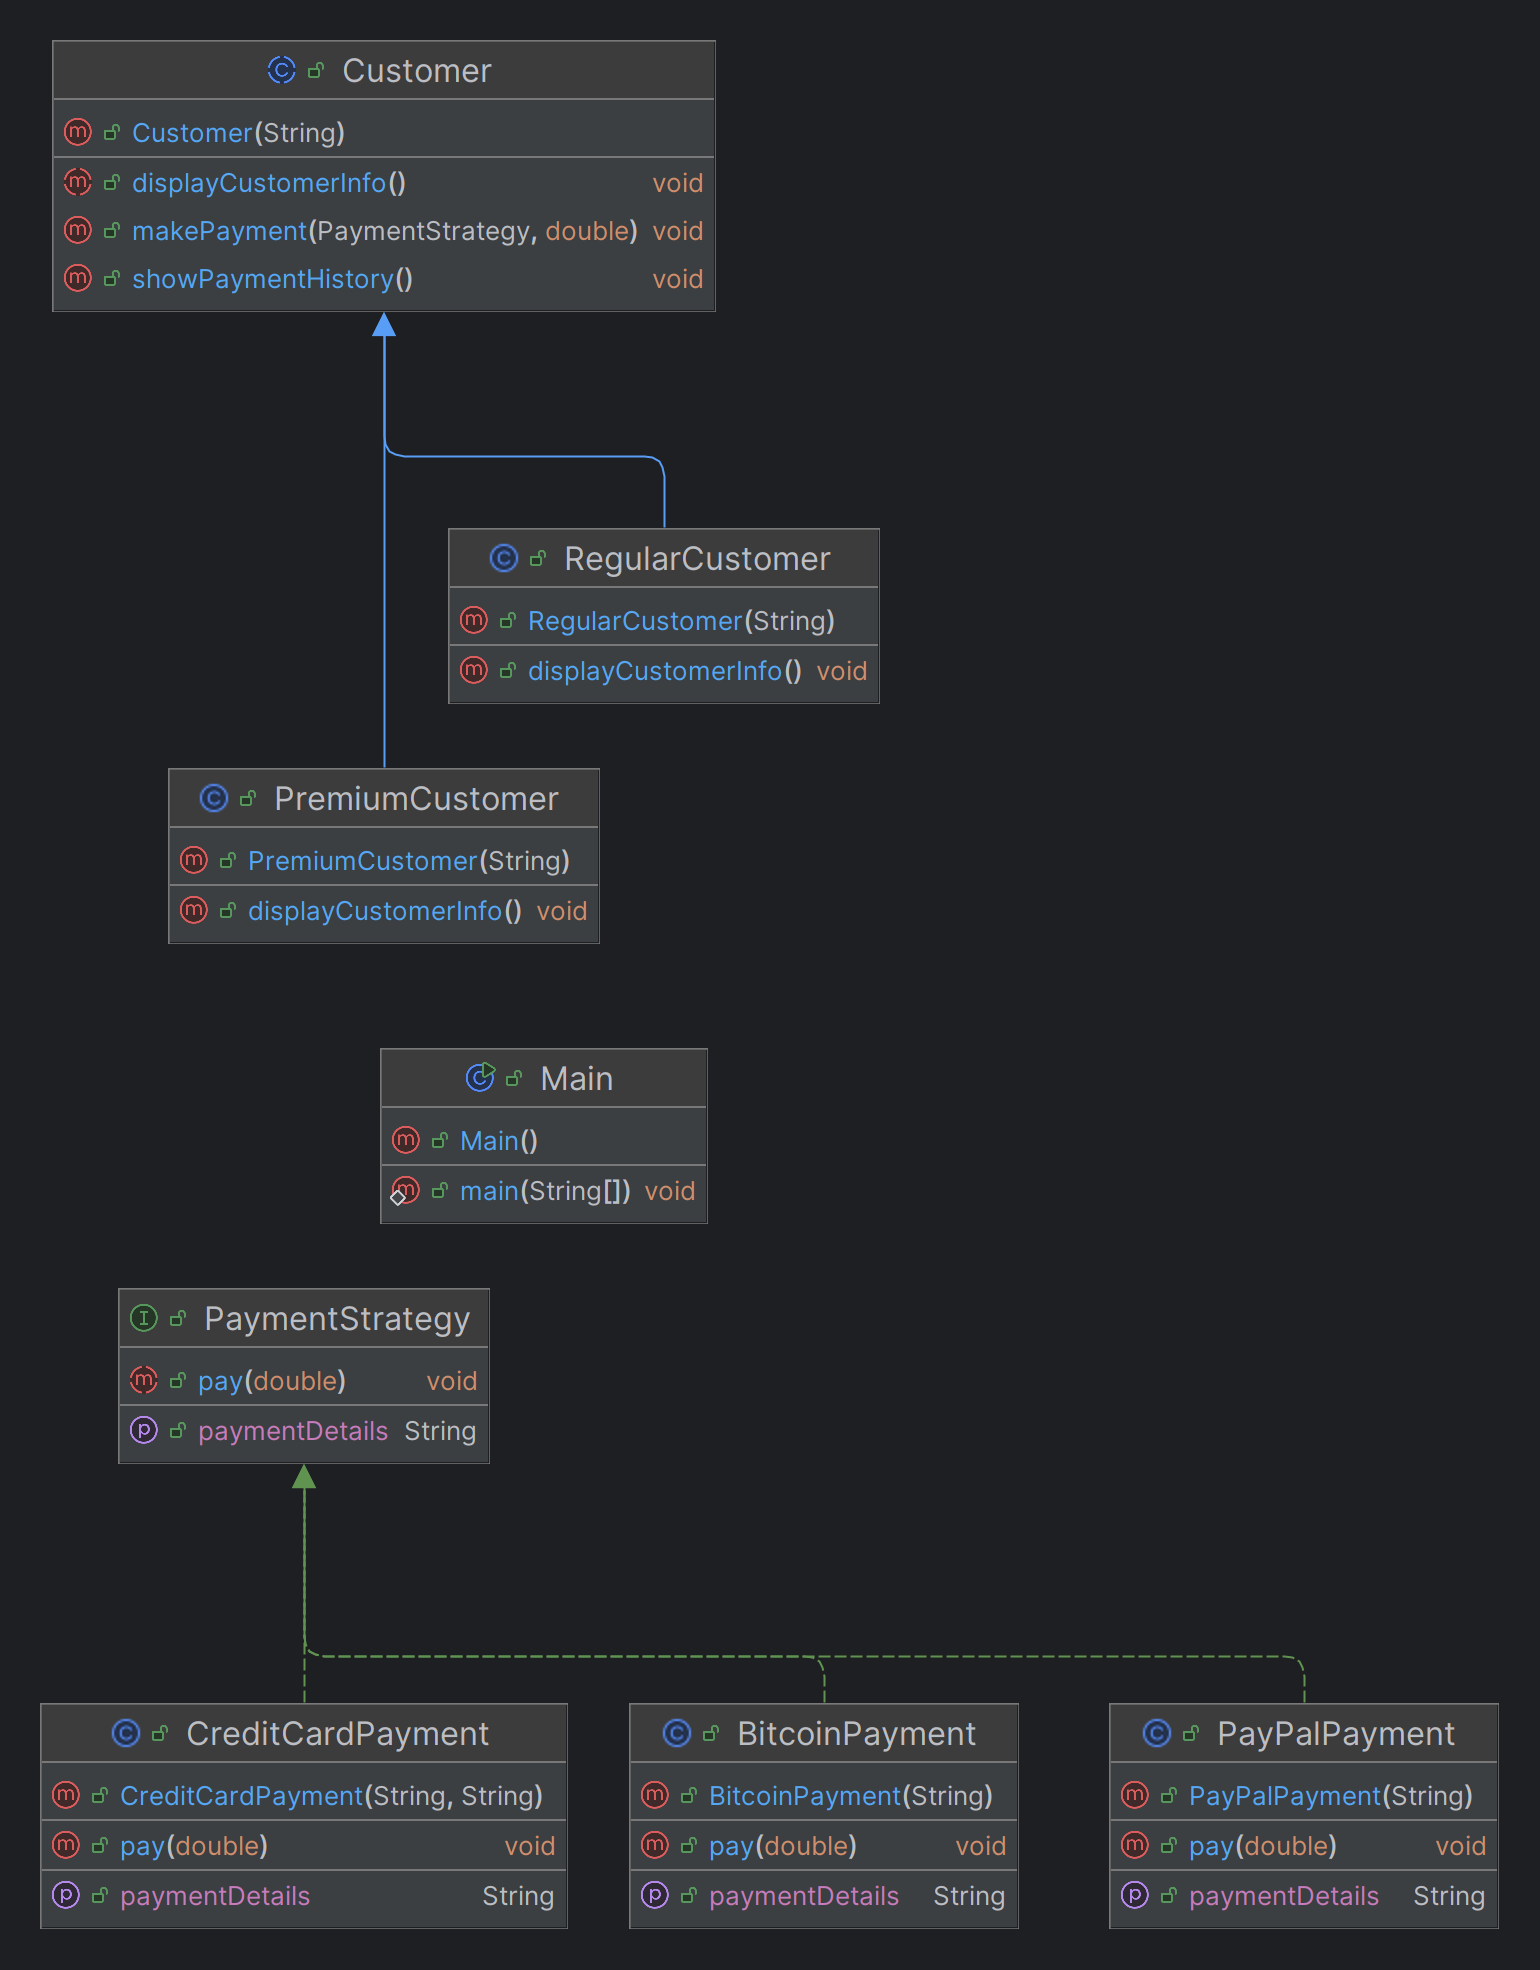 Customer
Customer(String)
displayCustomerInfo() void
makePayment(PaymentStrategy, double) void
showPaymentHistory() void
RegularCustomer
RegularCustomer(String)
displayCustomerInfo() void
PremiumCustomer
PremiumCustomer(String)
displayCustomerInfo() void
Main
Main()
main(String[]) void
PaymentStrategy
pay(double) void
paymentDetails String
CreditCardPayment
CreditCardPayment(String, String)
pay(double) void
paymentDetails String
BitcoinPayment
BitcoinPayment(String)
pay(double) void
paymentDetails String
PayPalPayment
PayPalPayment(String)
pay(double) void
paymentDetails String